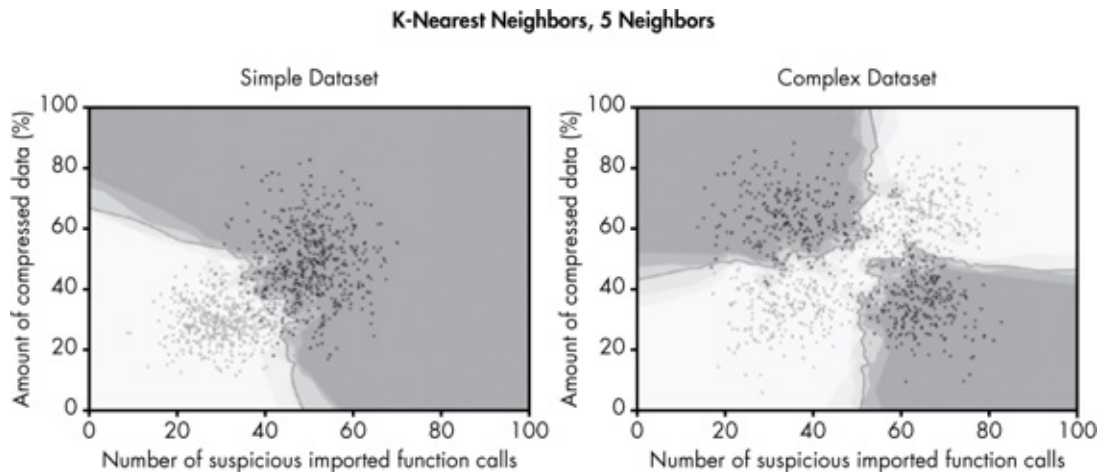 K-Nearest Neighbors, 5 Neighbors
Simple Dataset
Amount of compressed data (%)
100
80
60
40
20
0
0 20 40 60 80 100
Number of suspicious imported function calls
Complex Dataset
Amount of compressed data (%)
100
80
60
40
20
0
0 20 40 60 80 100
Number of suspicious imported function calls